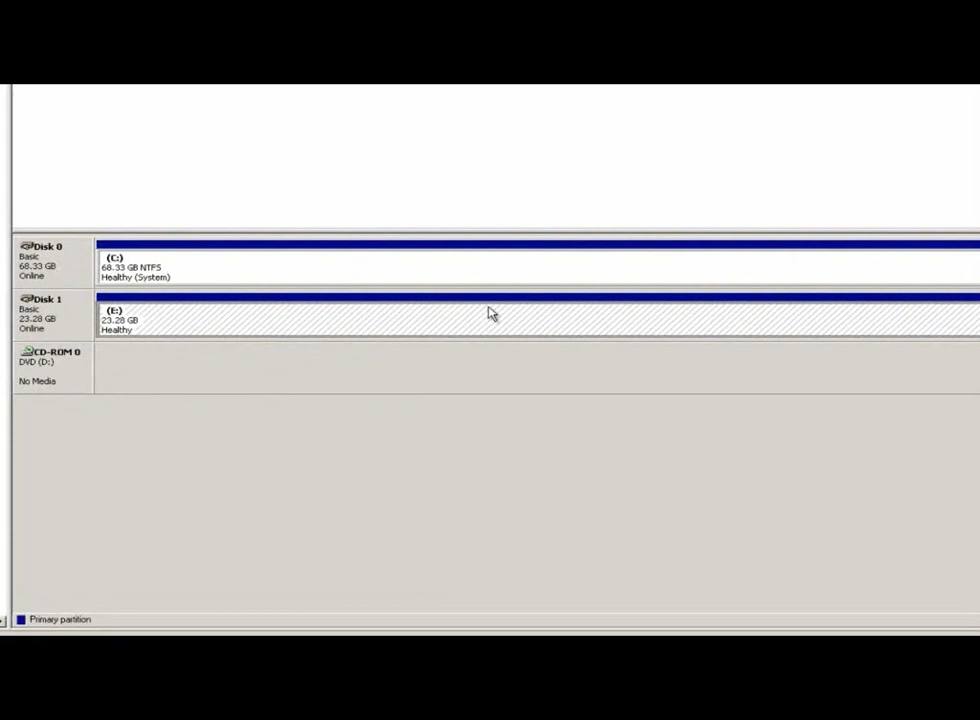 Disk 0
Basic
68.33 GB
Online
(C:)
68.33 GB NTFS
Healthy (System)
Disk 1
Basic
23.28 GB
Online
(E:)
23.28 GB
Healthy
CD-ROM 0
DVD (D:)
No Media
Primary partition